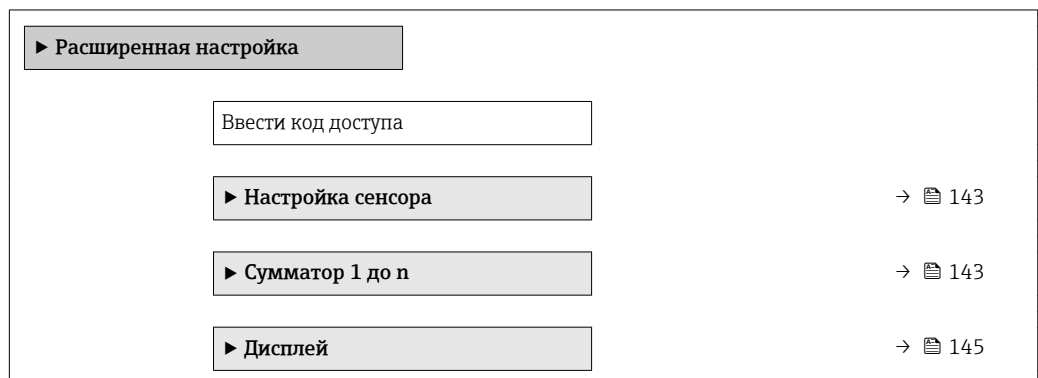 ▶ Расширенная настройка
Ввести код доступа
▶ Настройка сенсора → 🖹 143
▶ Сумматор 1 до n → 🖹 143
▶ Дисплей → 🖹 145